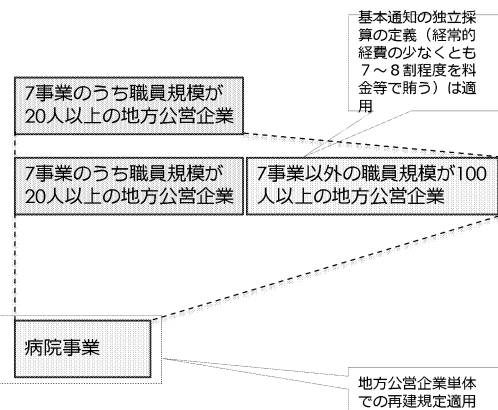 基本通知の独立採
算の定義（経常的
経費の少なくとも
７～８割程度を料
金等で賄う）は適
用
7事業のうち職員規模が
20人以上の地方公営企業
7事業のうち職員規模が
20人以上の地方公営企業
7事業以外の職員規模が100
人以上の地方公営企業
病院事業
地方公営企業単体
での再建規定適用